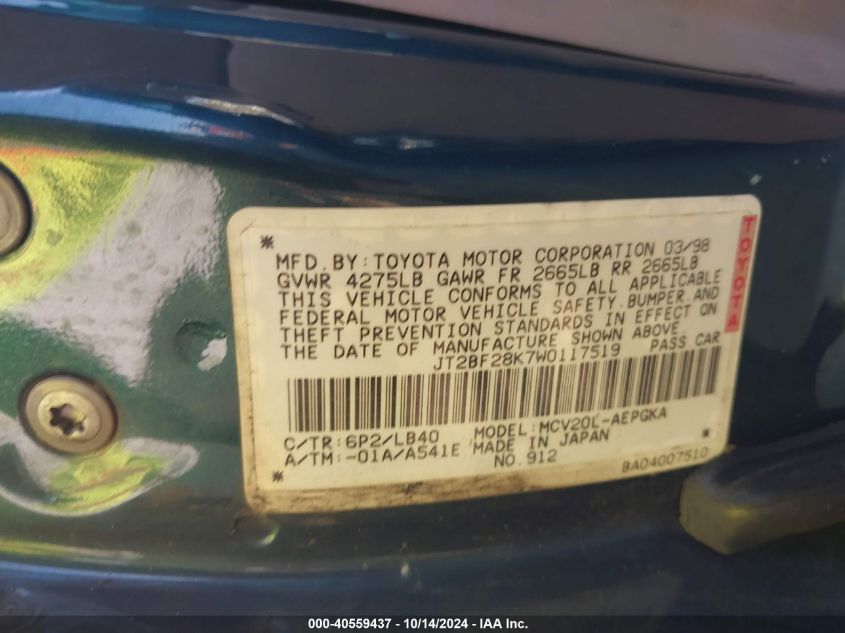 MFD. BY: TOYOTA MOTOR CORPORATION 03/98
GVWR 4275LB GAWR FR 2665LB RR 2665LB
THIS VEHICLE CONFORMS TO ALL APPLICABLE
FEDERAL MOTOR VEHICLE SAFETY, BUMPER, AND
THEFT PREVENTION STANDARDS IN EFFECT ON
THE DATE OF MANUFACTURE SHOWN ABOVE.
JT2BF28K7W0117519 PASS CAR
TOYOTA
C/TR: 6P2/LB40 MODEL: MCV20L-AEPGKA
A/TM: -01A/A541E MADE IN JAPAN
NO. 912
BA04007510
000-40559437 - 10/14/2024 - IAA Inc.